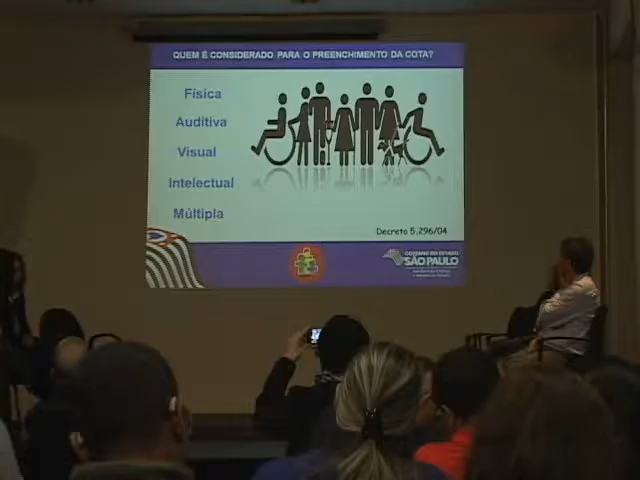 QUEM É CONSIDERADO PARA O PREENCHIMENTO DA COTA?
Física
Auditiva
Visual
Intelectual
Múltipla
Decreto 5.296/04
GOVERNO DO ESTADO
SÃO PAULO